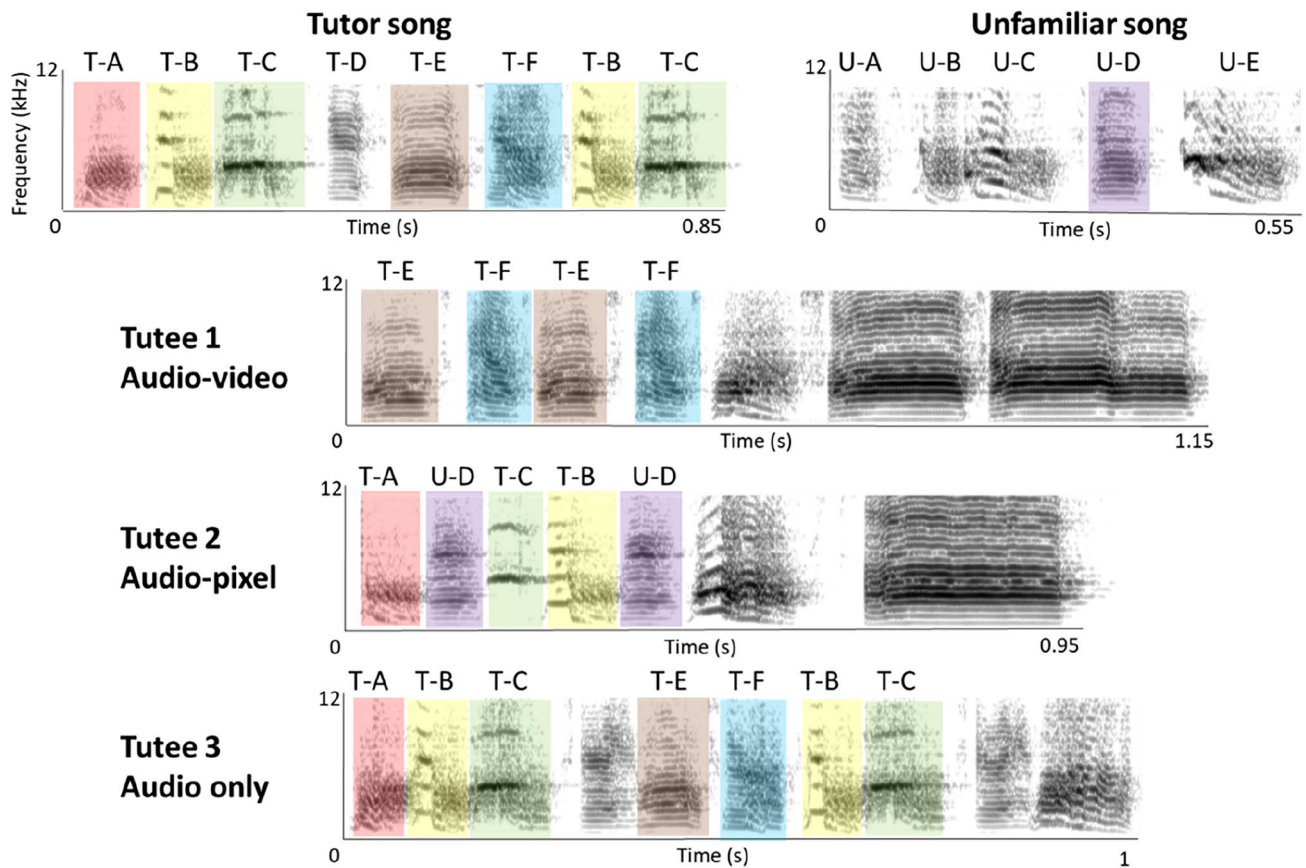 Tutor song
Unfamiliar song
T-A T-B T-C T-D T-E T-F T-B T-C
U-A U-B U-C U-D U-E
12
Frequency (kHz)
0 Time (s) 0.85
12
0 Time (s) 0.55
T-E T-F T-E T-F
12
Tutee 1
Audio-video
0 Time (s) 1.15
T-A U-D T-C T-B U-D
12
Tutee 2
Audio-pixel
0 Time (s) 0.95
T-A T-B T-C T-E T-F T-B T-C
12
Tutee 3
Audio only
0 Time (s) 1